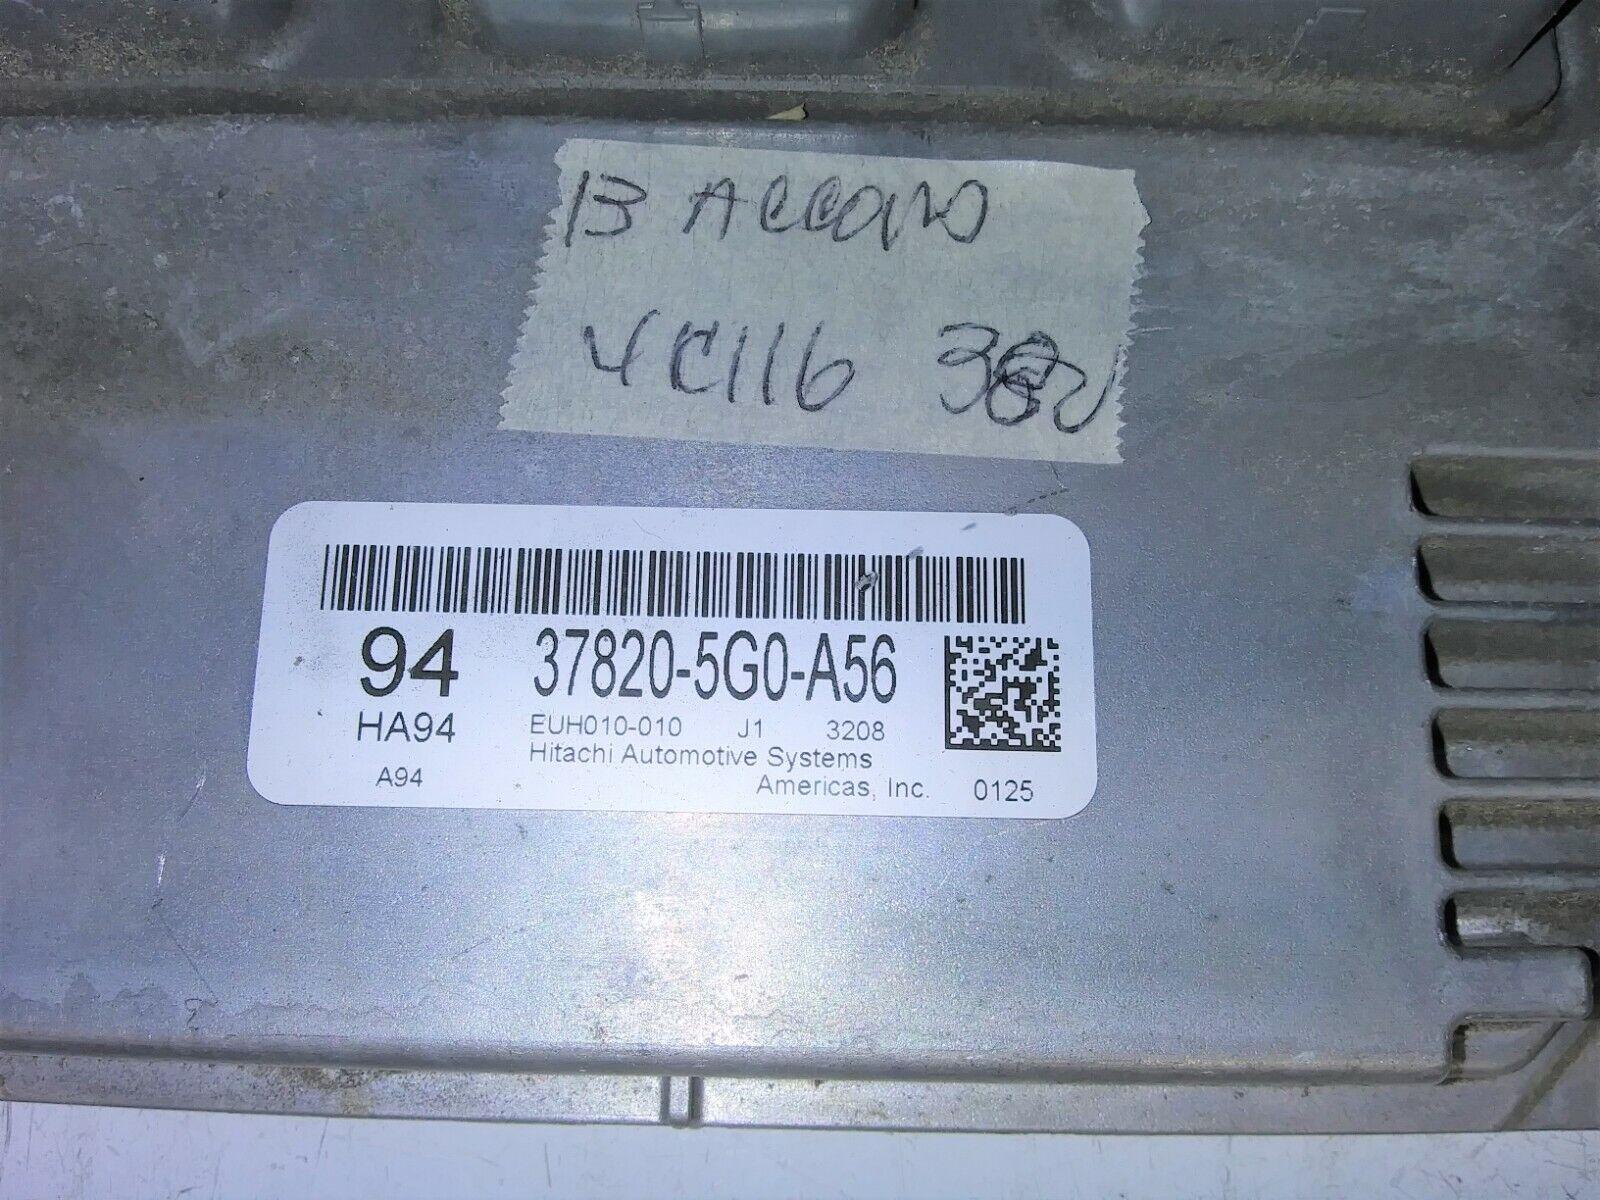 13 ACCORD
4C116
94 37820-5G0-A56
HA94 EUH010-010 J1 3208
Hitachi Automotive Systems
A94 Americas, Inc. 0125